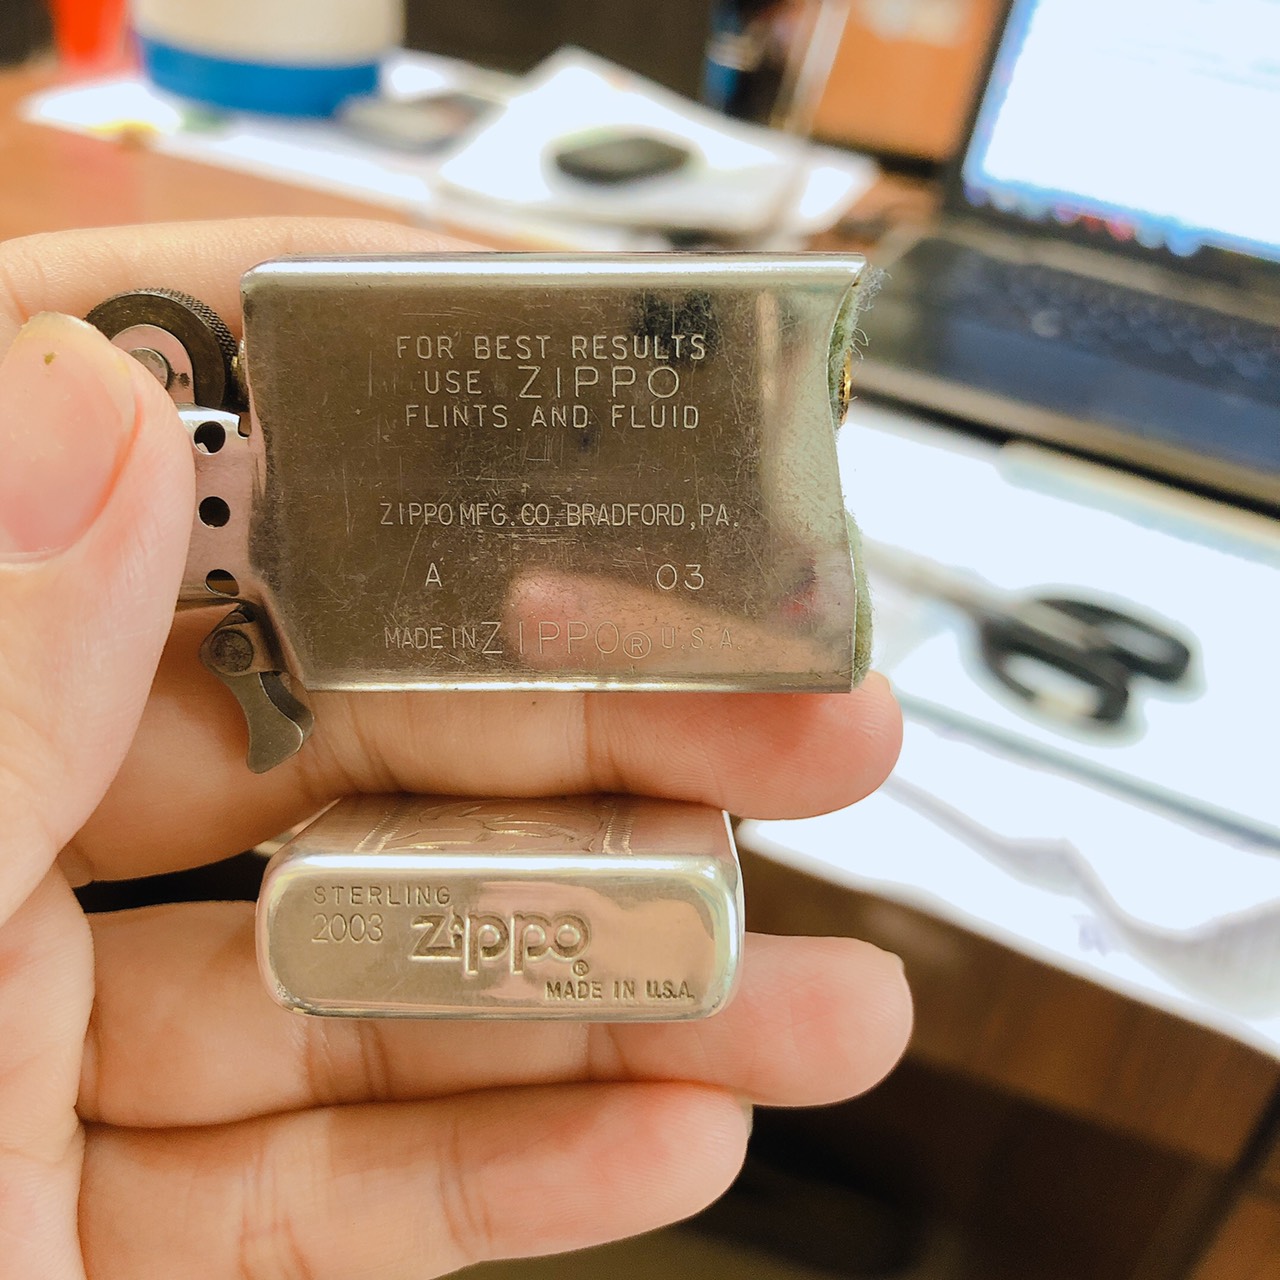 FOR BEST RESULTS
USE ZIPPO
FLINTS AND FLUID
ZIPPO MFG. CO. BRADFORD, PA.
A 03
MADE IN ZIPPO® U.S.A.
STERLING
2003 Zippo®
MADE IN U.S.A.